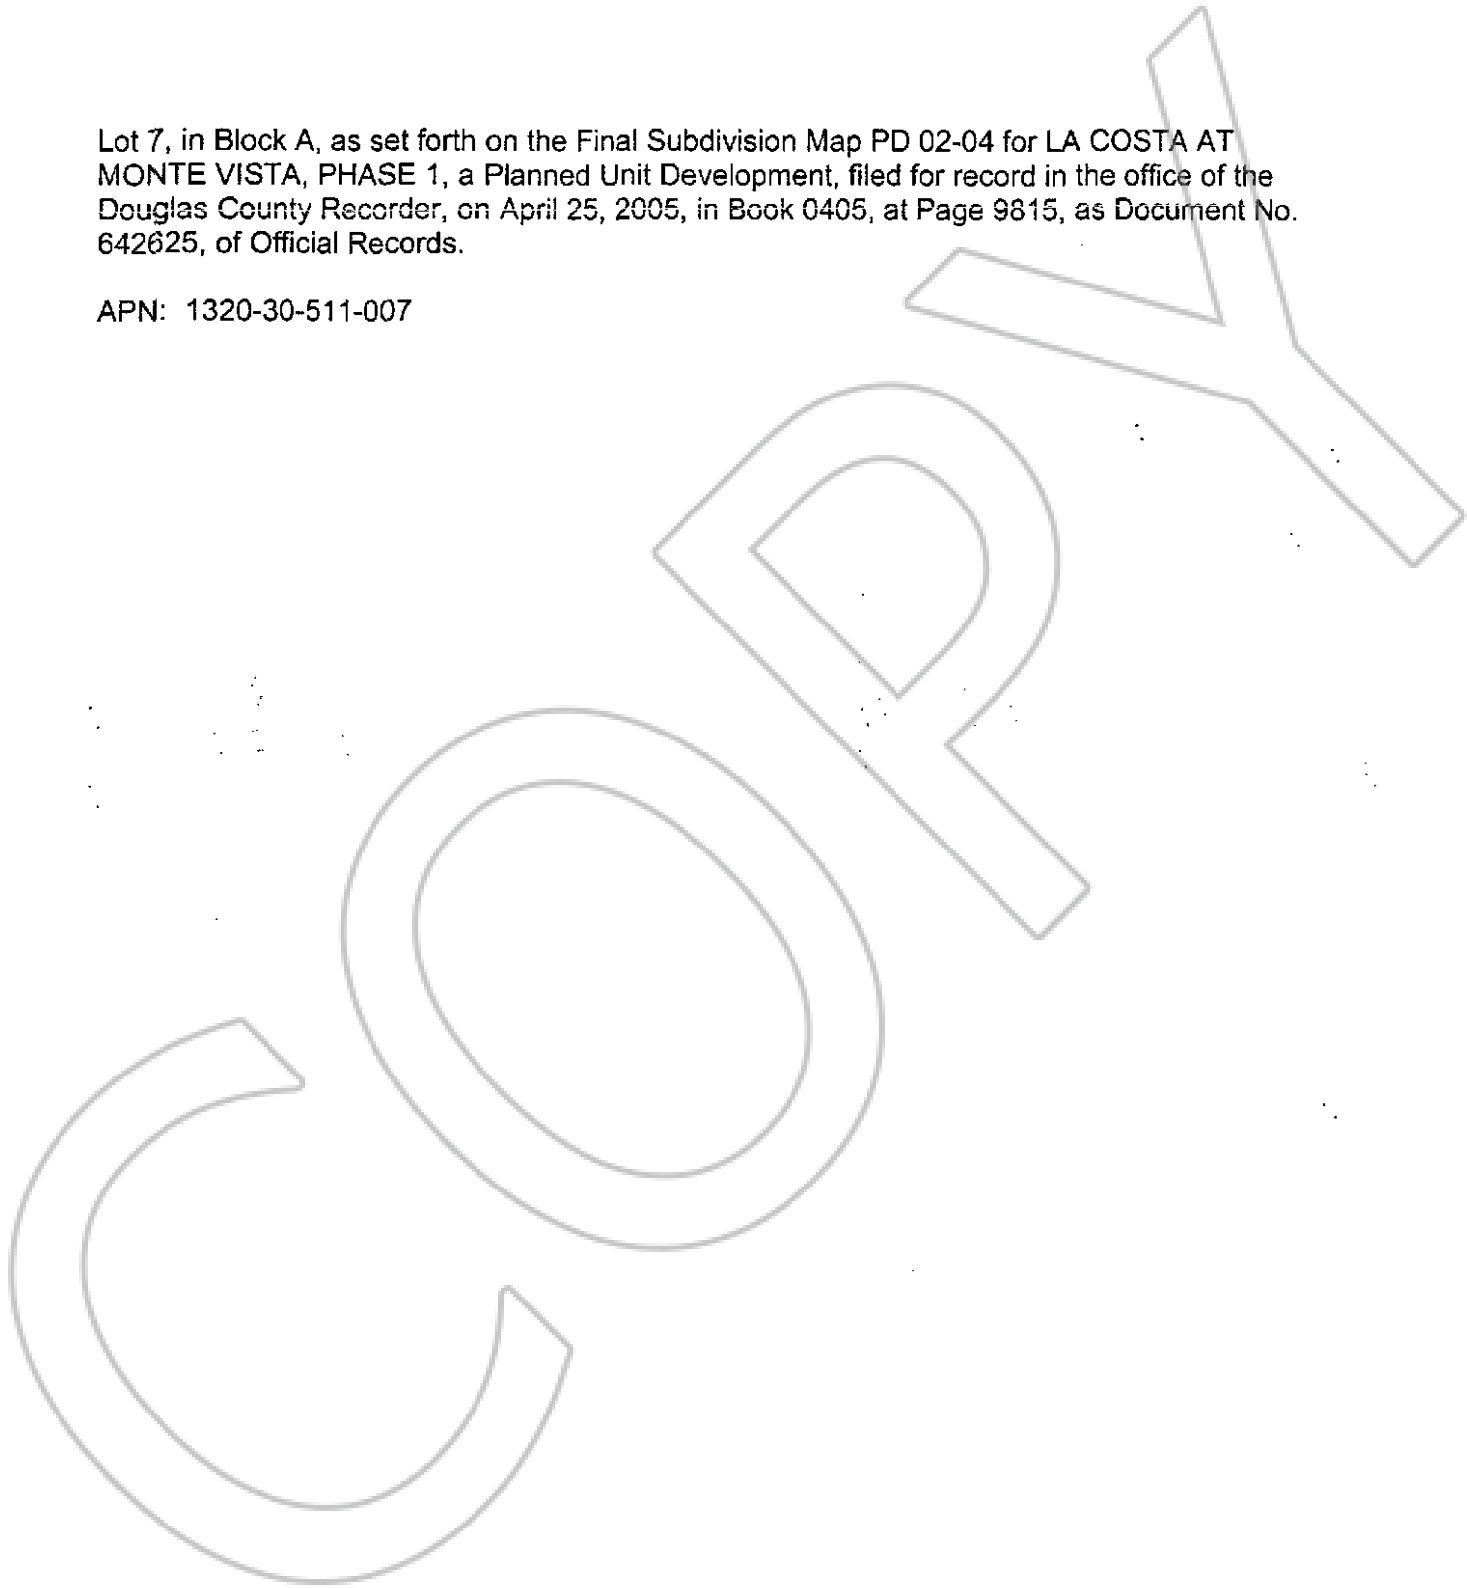 Lot 7, in Block A, as set forth on the Final Subdivision Map PD 02-04 for LA COSTA AT
MONTE VISTA, PHASE 1, a Planned Unit Development, filed for record in the office of the
Douglas County Recorder, on April 25, 2005, in Book 0405, at Page 9815, as Document No.
642625, of Official Records.
APN: 1320-30-511-007
COPY